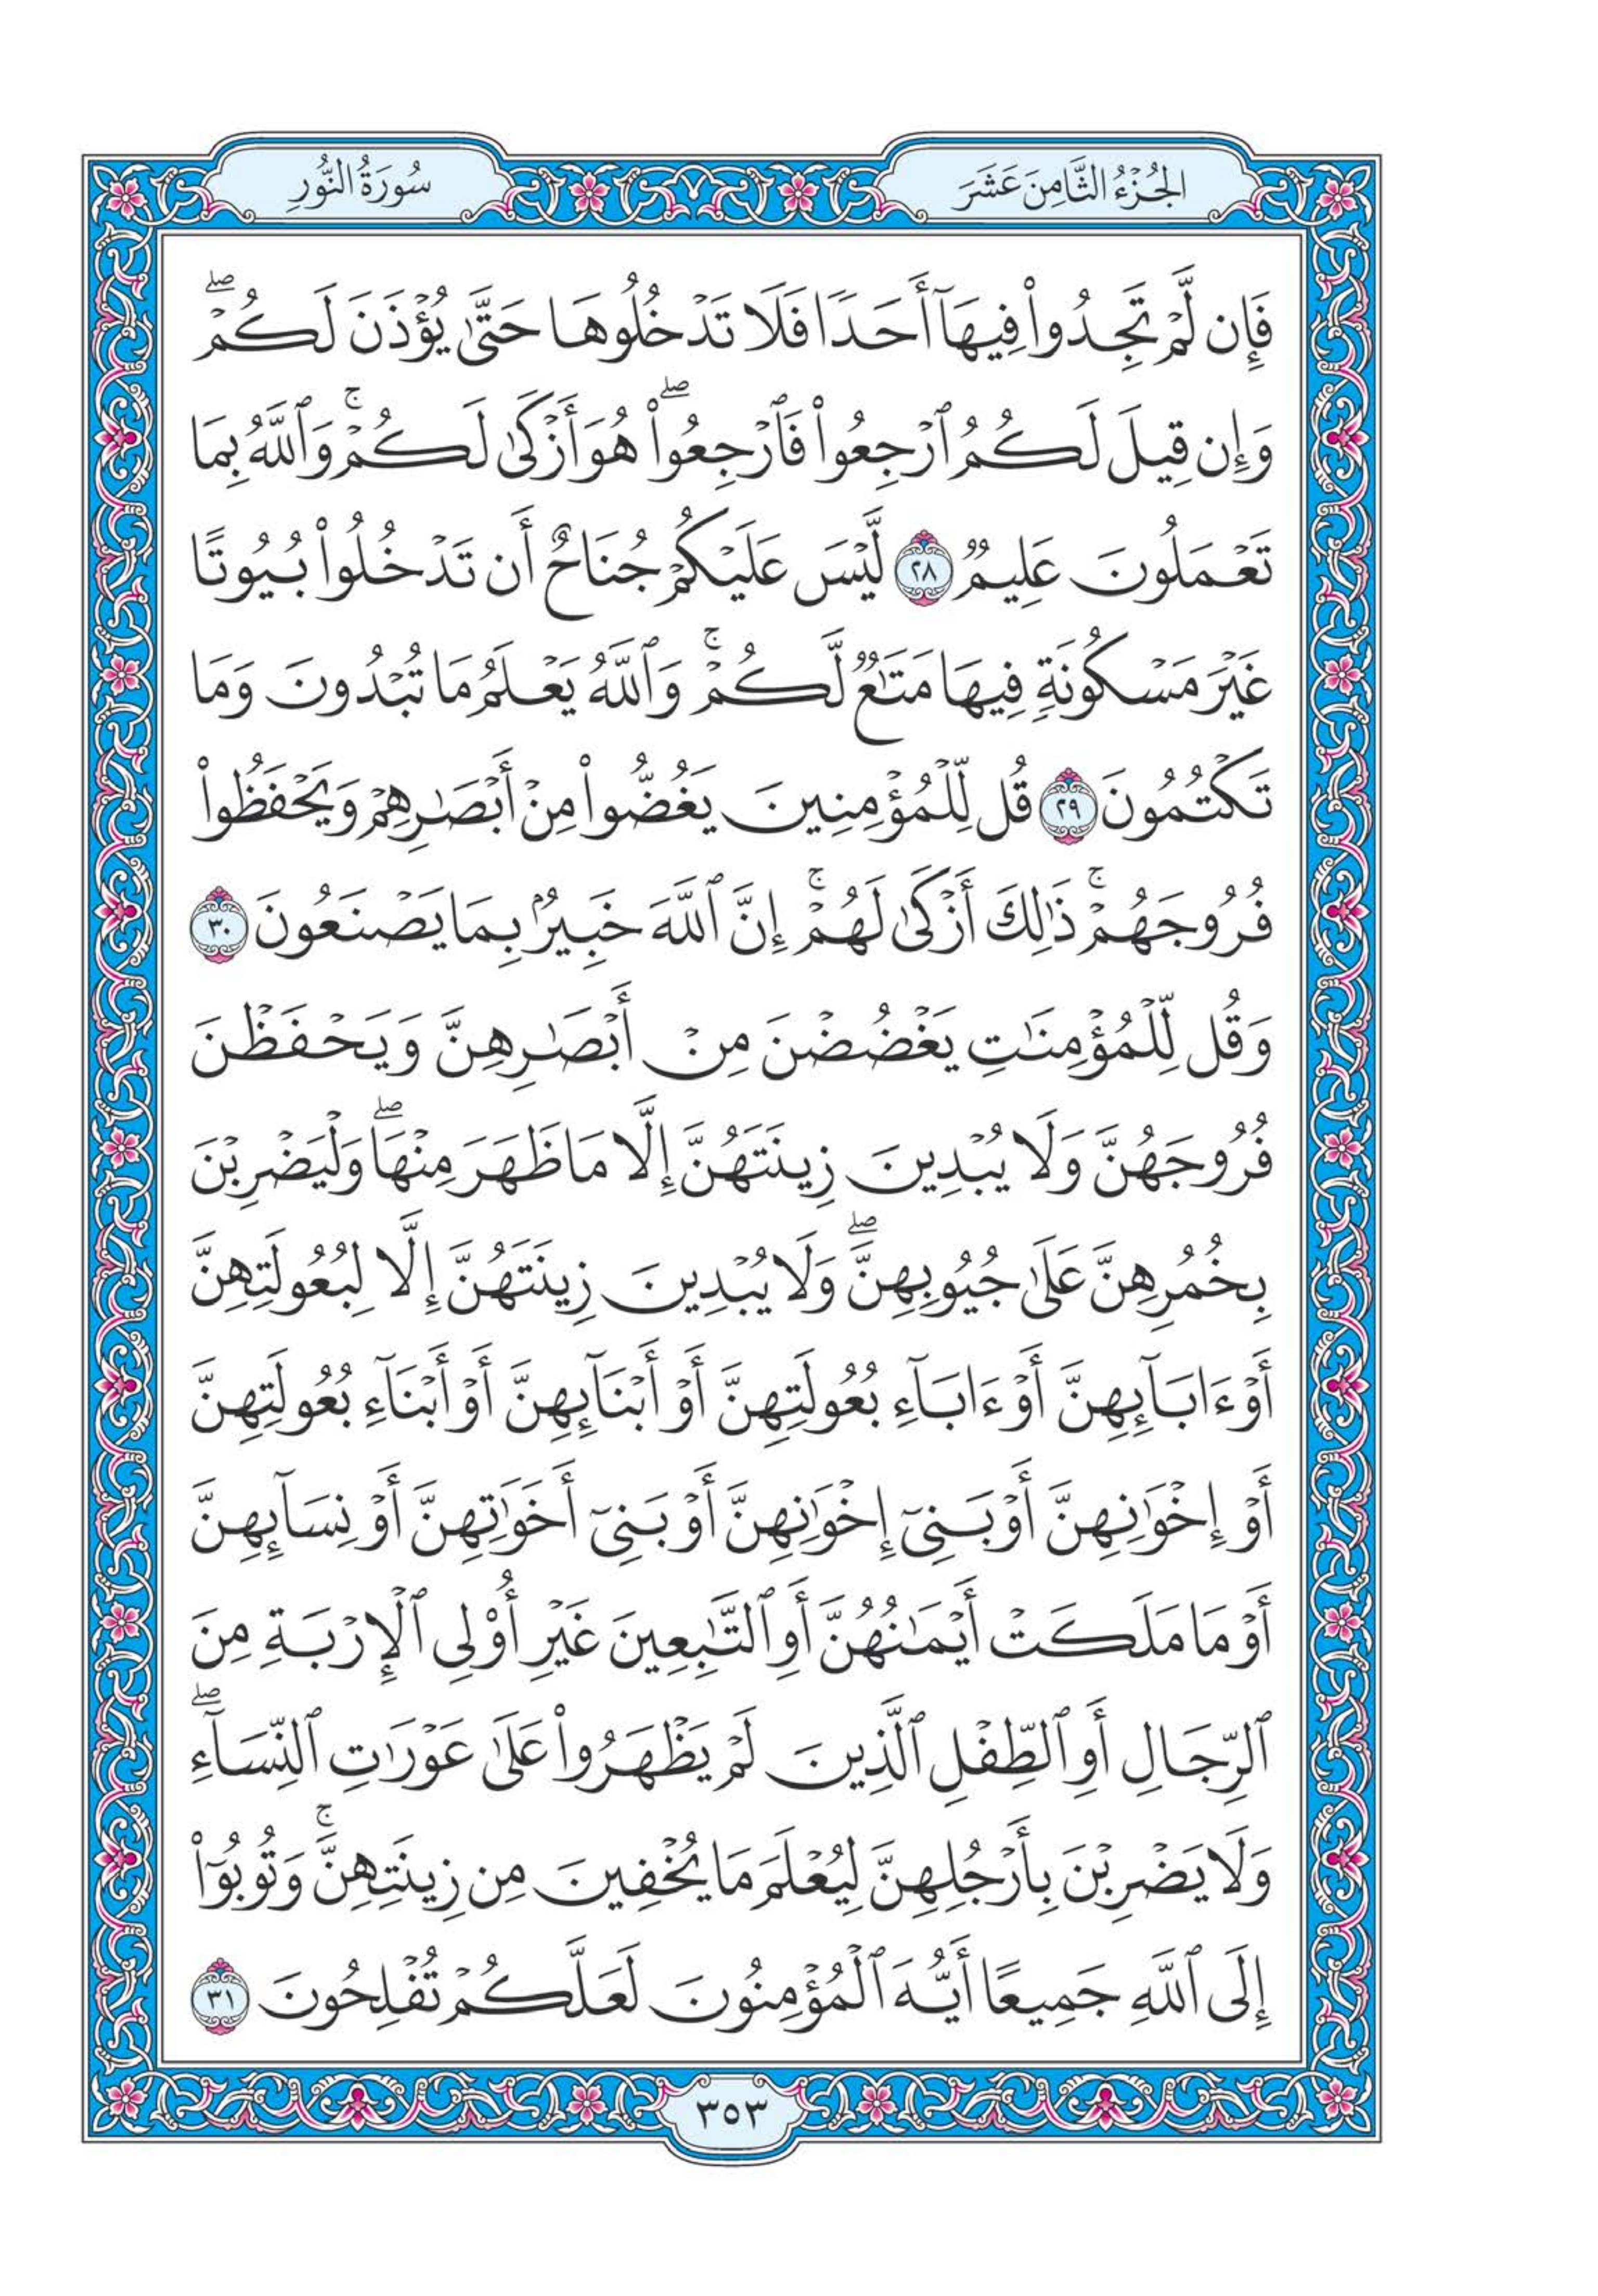 الجُزْءُ الثَّامِنَ عَشَرَ
سُورَةُ النُّورِ
فَإِن لَّمْ تَجِدُوا۟ فِيهَآ أَحَدًا فَلَا تَدْخُلُوهَا حَتَّىٰ يُؤْذَنَ لَكُمْ ۖ
وَإِن قِيلَ لَكُمُ ٱرْجِعُوا۟ فَٱرْجِعُوا۟ ۖ هُوَ أَزْكَىٰ لَكُمْ ۚ وَٱللَّهُ بِمَا
تَعْمَلُونَ عَلِيمٌ ٢٨ لَّيْسَ عَلَيْكُمْ جُنَاحٌ أَن تَدْخُلُوا۟ بُيُوتًا
غَيْرَ مَسْكُونَةٍ فِيهَا مَتَـٰعٌ لَّكُمْ ۚ وَٱللَّهُ يَعْلَمُ مَا تُبْدُونَ وَمَا
تَكْتُمُونَ ٢٩ قُل لِّلْمُؤْمِنِينَ يَغُضُّوا۟ مِنْ أَبْصَـٰرِهِمْ وَيَحْفَظُوا۟
فُرُوجَهُمْ ۚ ذَٰلِكَ أَزْكَىٰ لَهُمْ ۚ إِنَّ ٱللَّهَ خَبِيرٌۢ بِمَا يَصْنَعُونَ ٣٠
وَقُل لِّلْمُؤْمِنَـٰتِ يَغْضُضْنَ مِنْ أَبْصَـٰرِهِنَّ وَيَحْفَظْنَ
فُرُوجَهُنَّ وَلَا يُبْدِينَ زِينَتَهُنَّ إِلَّا مَا ظَهَرَ مِنْهَا ۖ وَلْيَضْرِبْنَ
بِخُمُرِهِنَّ عَلَىٰ جُيُوبِهِنَّ ۖ وَلَا يُبْدِينَ زِينَتَهُنَّ إِلَّا لِبُعُولَتِهِنَّ
أَوْ ءَابَآئِهِنَّ أَوْ ءَابَآءِ بُعُولَتِهِنَّ أَوْ أَبْنَآئِهِنَّ أَوْ أَبْنَآءِ بُعُولَتِهِنَّ
أَوْ إِخْوَٰنِهِنَّ أَوْ بَنِىٓ إِخْوَٰنِهِنَّ أَوْ بَنِىٓ أَخَوَٰتِهِنَّ أَوْ نِسَآئِهِنَّ
أَوْ مَا مَلَكَتْ أَيْمَـٰنُهُنَّ أَوِ ٱلتَّـٰبِعِينَ غَيْرِ أُو۟لِى ٱلْإِرْبَةِ مِنَ
ٱلرِّجَالِ أَوِ ٱلطِّفْلِ ٱلَّذِينَ لَمْ يَظْهَرُوا۟ عَلَىٰ عَوْرَٰتِ ٱلنِّسَآءِ ۖ
وَلَا يَضْرِبْنَ بِأَرْجُلِهِنَّ لِيُعْلَمَ مَا يُخْفِينَ مِن زِينَتِهِنَّ ۚ وَتُوبُوٓا۟
إِلَى ٱللَّهِ جَمِيعًا أَيُّهَ ٱلْمُؤْمِنُونَ لَعَلَّكُمْ تُفْلِحُونَ ٣١
٣٥٣